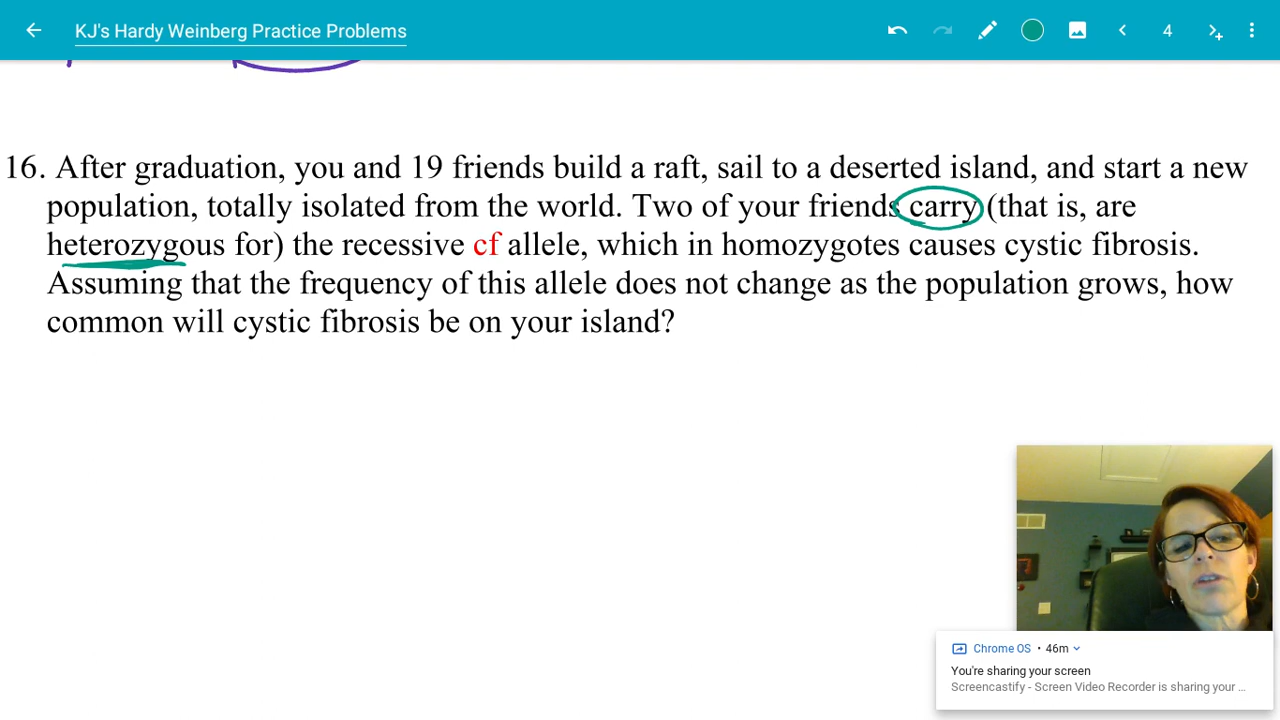 KJ's Hardy Weinberg Practice Problems
4
16. After graduation, you and 19 friends build a raft, sail to a deserted island, and start a new
population, totally isolated from the world. Two of your friends carry (that is, are
heterozygous for) the recessive cf allele, which in homozygotes causes cystic fibrosis.
Assuming that the frequency of this allele does not change as the population grows, how
common will cystic fibrosis be on your island?
Chrome OS • 46m
You're sharing your screen
Screencastify - Screen Video Recorder is sharing your ...